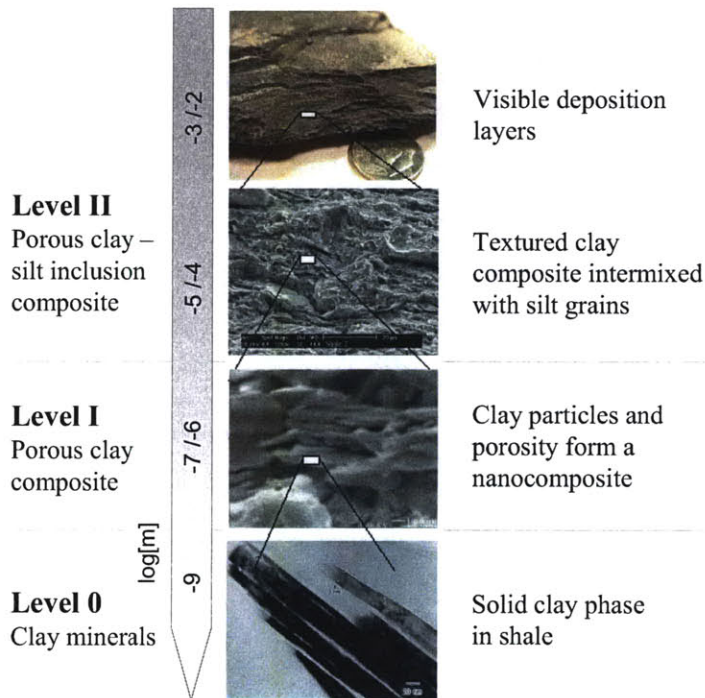 -3 /-2
Visible deposition
layers
Level II
Porous clay –
silt inclusion
composite
-5 /-4
Textured clay
composite intermixed
with silt grains
Level I
Porous clay
composite
-7 /-6
Clay particles and
porosity form a
nanocomposite
log[m]
-9
Level 0
Clay minerals
Solid clay phase
in shale